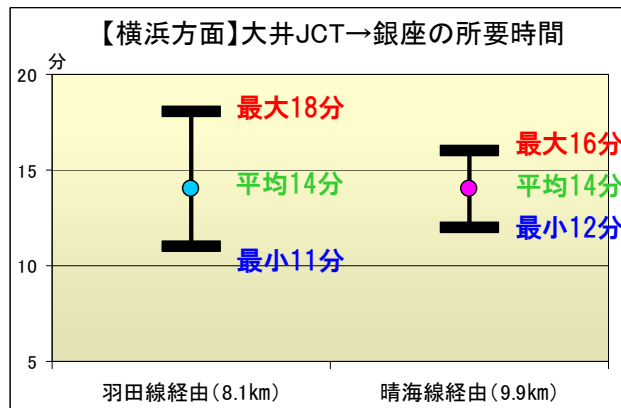 【横浜方面】大井JCT→銀座の所要時間
分
20
15
10
5
最大18分
平均14分
最小11分
最大16分
平均14分
最小12分
羽田線経由(8.1km)
晴海線経由(9.9km)